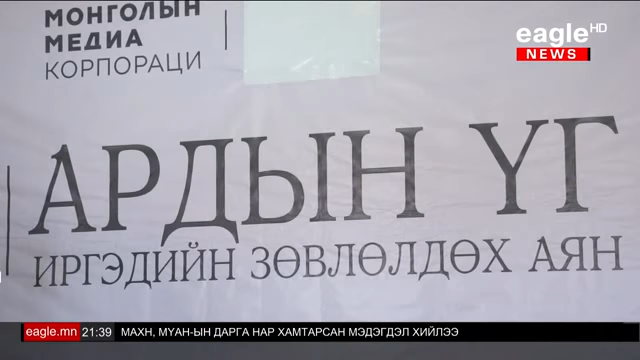 МОНГОЛЫН
МЕДИА
КОРПОРАЦИ
eagle HD
NEWS
АРДЫН ҮГ
ИРГЭДИЙН ЗӨВЛӨЛДӨХ АЯН
eagle.mn 21:39 МАХН, МҮАН-ЫН ДАРГА НАР ХАМТАРСАН МЭДЭГДЭЛ ХИЙЛЭЭ